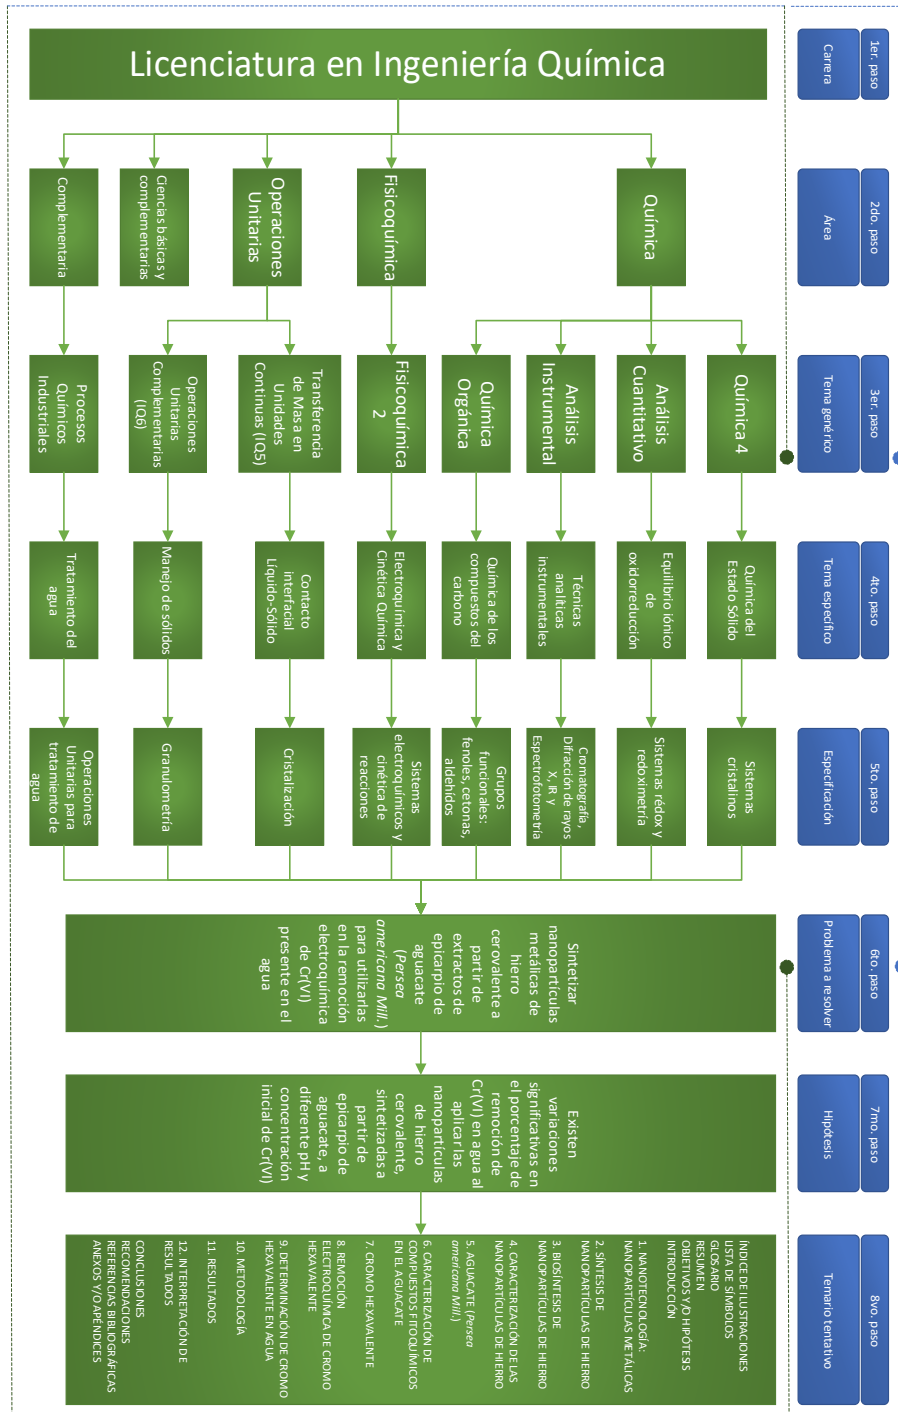 1er. paso
Carrera
Licenciatura en Ingeniería Química
2do. paso
Área
Complementaria
Ciencias básicas y
complementarias
Operaciones
Unitarias
Fisicoquímica
Química
3er. paso
Tema genérico
Procesos
Químicos
Industriales
Operaciones
Unitarias
Complementarias
(IQ6)
Transferencia
de Masa en
Unidades
Continuas (IQ5)
Fisicoquímica
2
Química
Orgánica
Análisis
Instrumental
Análisis
Cuantitativo
Química 4
4to. paso
Tema específico
Tratamiento del
agua
Manejo de sólidos
Contacto
interfacial
Líquido-Sólido
Electroquímica y
Cinética Química
Química de los
compuestos del
carbono
Técnicas
analíticas
instrumentales
Equilibrio iónico
de
oxidorreducción
Química del
Estado Sólido
5to. paso
Especificación
Operaciones
Unitarias para
tratamiento de
agua
Granulometría
Cristalización
Sistemas
electroquímicos y
cinética de
reacciones
Grupos
funcionales:
fenoles, cetonas,
aldehidos
Cromatografía,
Difracción de rayos
X, IR y
Espectrofotometría
Sistemas rédox y
redoximetría
Sistemas
cristalinos
6to. paso
Problema a resolver
Sintetizar
nanopartículas
metálicas de
hierro
cerovalente a
partir de
extractos de
epicarpio de
aguacate
(Persea
americana Mill.)
para utilizarlas
en la remoción
electroquímica
de Cr(VI)
presente en el
agua
7mo. paso
Hipótesis
Existen
variaciones
significativas en
el porcentaje de
remoción de
Cr(VI) en agua al
aplicar las
nanopartículas
de hierro
cerovalente,
sintetizadas a
partir de
epicarpio de
aguacate, a
diferente pH y
concentración
inicial de Cr(VI)
8vo. paso
Temario tentativo
ÍNDICE DE ILUSTRACIONES
LISTA DE SÍMBOLOS
GLOSARIO
RESUMEN
OBJETIVOS Y/O HIPÓTESIS
INTRODUCCIÓN
1. NANOTECNOLOGÍA:
NANOPARTÍCULAS METÁLICAS
2. SÍNTESIS DE
NANOPARTÍCULAS DE HIERRO
3. BIOSÍNTESIS DE
NANOPARTÍCULAS DE HIERRO
4. CARACTERIZACIÓN DE LAS
NANOPARTÍCULAS DE HIERRO
5. AGUACATE (Persea
americana Mill.)
6. CARACTERIZACIÓN DE
COMPUESTOS FITOQUÍMICOS
EN EL AGUACATE
7. CROMO HEXAVALENTE
8. REMOCIÓN
ELECTROQUÍMICA DE CROMO
HEXAVALENTE
9. DETERMINACIÓN DE CROMO
HEXAVALENTE EN AGUA
10. METODOLOGÍA
11. RESULTADOS
12. INTERPRETACIÓN DE
RESULTADOS
CONCLUSIONES
RECOMENDACIONES
REFERENCIAS BIBLIOGRÁFICAS
ANEXOS Y/O APÉNDICES